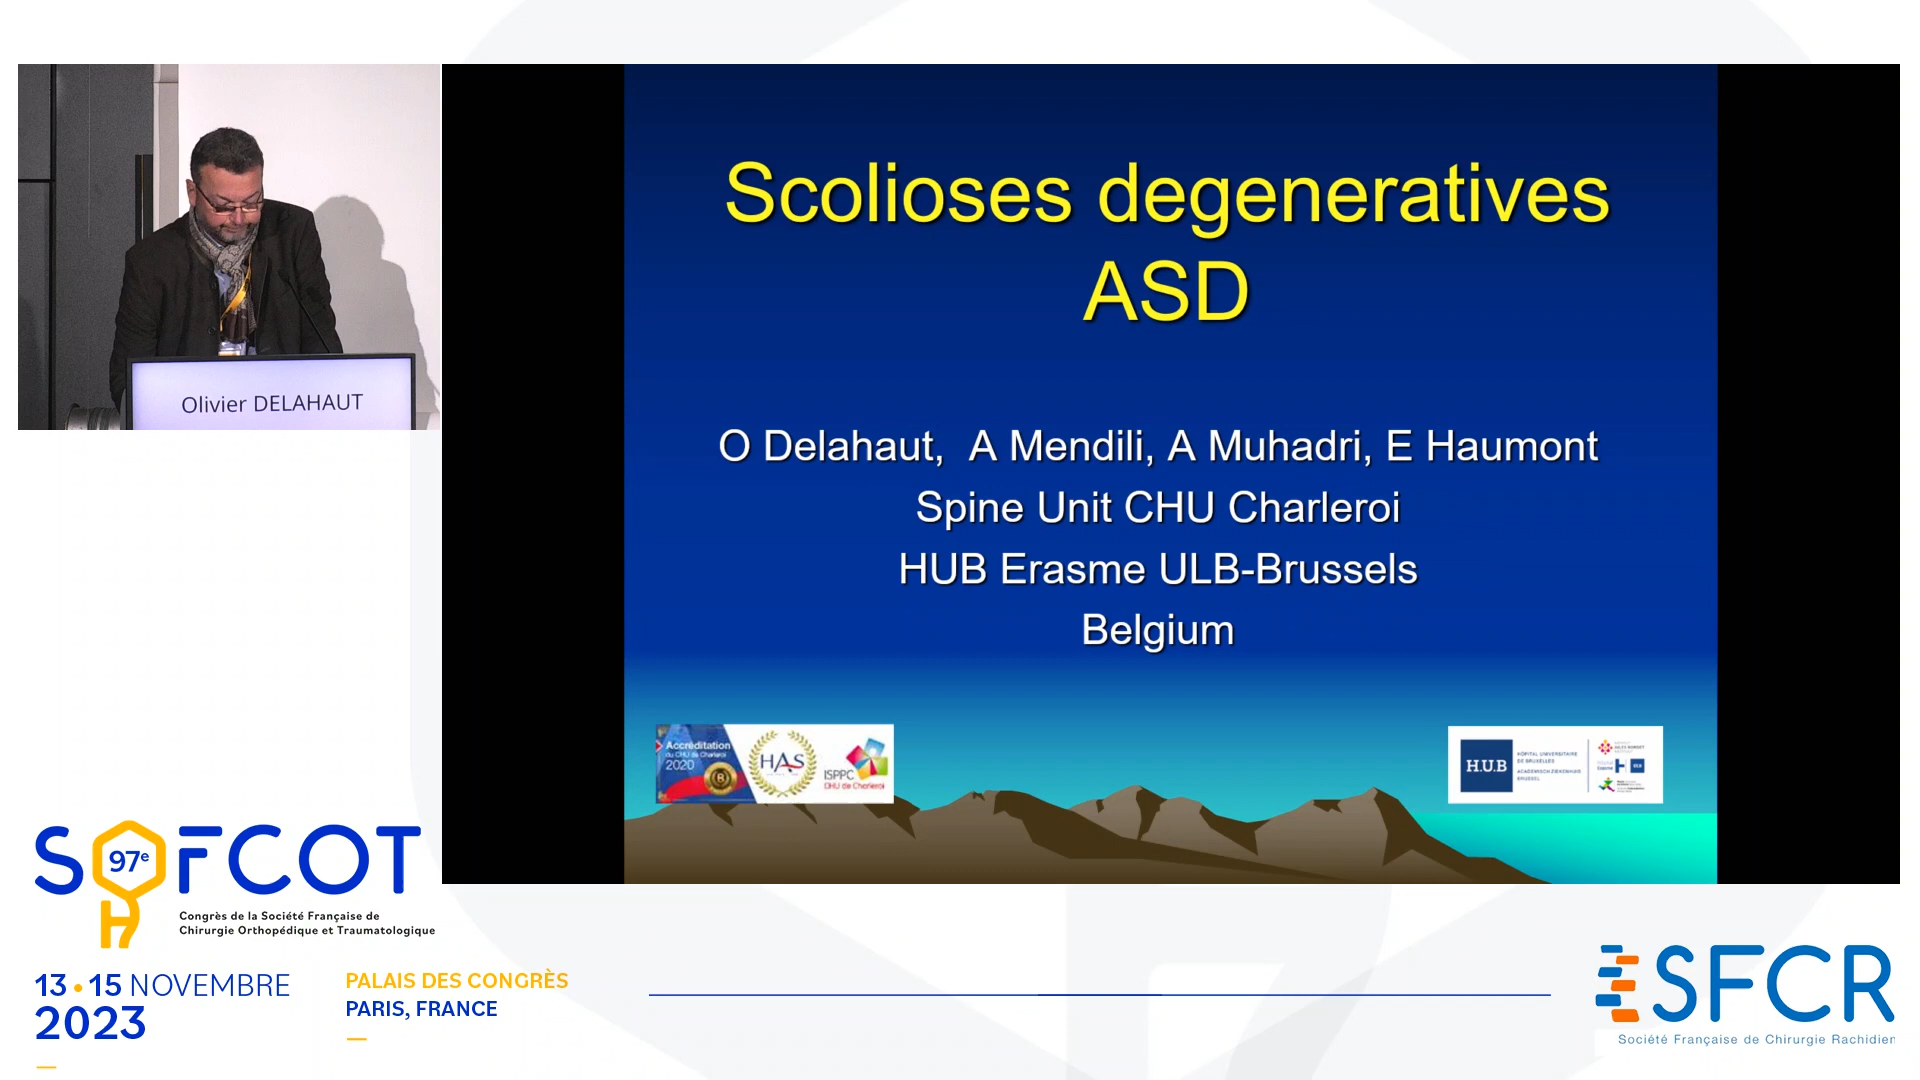 Olivier DELAHAUT
Scolioses degeneratives
ASD
O Delahaut, A Mendili, A Muhadri, E Haumont
Spine Unit CHU Charleroi
HUB Erasme ULB-Brussels
Belgium
Accréditation
du CHU de Charleroi
2020
B
HAS
ISPPC
CHU de Charleroi
H.U.B
HÔPITAL UNIVERSITAIRE
DE BRUXELLES
ACADEMISCH ZIEKENHUIS
BRUSSEL
SOFCOT
97e
Congrès de la Société Française de
Chirurgie Orthopédique et Traumatologique
13•15 NOVEMBRE
2023
PALAIS DES CONGRÈS
PARIS, FRANCE
SFCR
Société Française de Chirurgie Rachidien